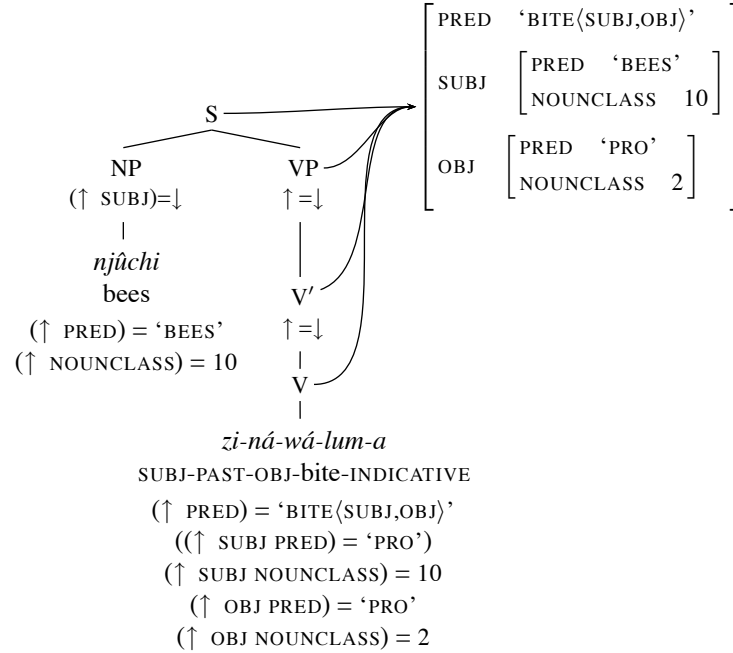 PRED ‘BITE⟨SUBJ,OBJ⟩’
SUBJ
PRED ‘BEES’
NOUNCLASS 10
OBJ
PRED ‘PRO’
NOUNCLASS 2
S
NP VP
(↑ SUBJ)=↓ ↑ =↓
njûchi
bees V′
(↑ PRED) = ‘BEES’ ↑ =↓
(↑ NOUNCLASS) = 10
V
zi-ná-wá-lum-a
SUBJ-PAST-OBJ-bite-INDICATIVE
(↑ PRED) = ‘BITE⟨SUBJ,OBJ⟩’
((↑ SUBJ PRED) = ‘PRO’)
(↑ SUBJ NOUNCLASS) = 10
(↑ OBJ PRED) = ‘PRO’
(↑ OBJ NOUNCLASS) = 2